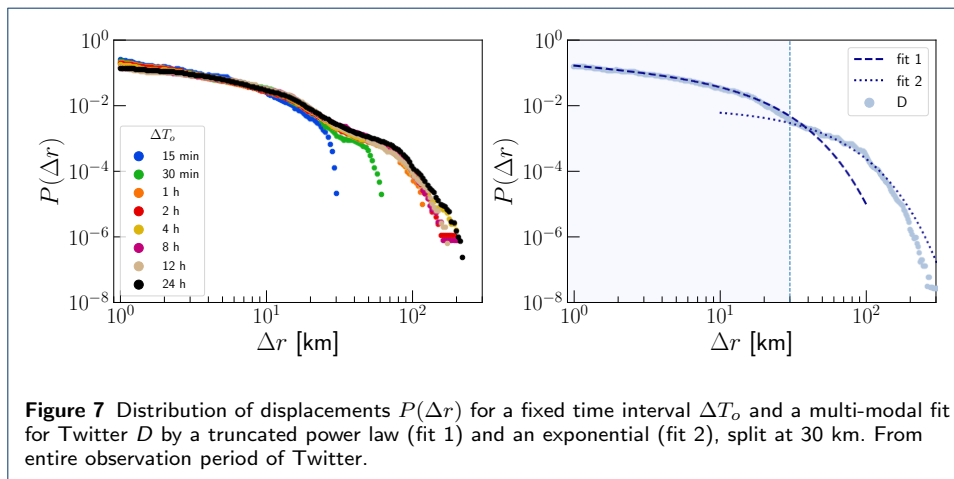 10^0
10^-2
10^-4
10^-6
10^-8
P(Δr)
ΔT_o
15 min
30 min
1 h
2 h
4 h
8 h
12 h
24 h
10^0
10^1
10^2
Δr [km]
10^0
10^-2
10^-4
10^-6
10^-8
P(Δr)
fit 1
fit 2
D
10^0
10^1
10^2
Δr [km]
Figure 7 Distribution of displacements P(Δr) for a fixed time interval ΔT_o and a multi-modal fit
for Twitter D by a truncated power law (fit 1) and an exponential (fit 2), split at 30 km. From
entire observation period of Twitter.